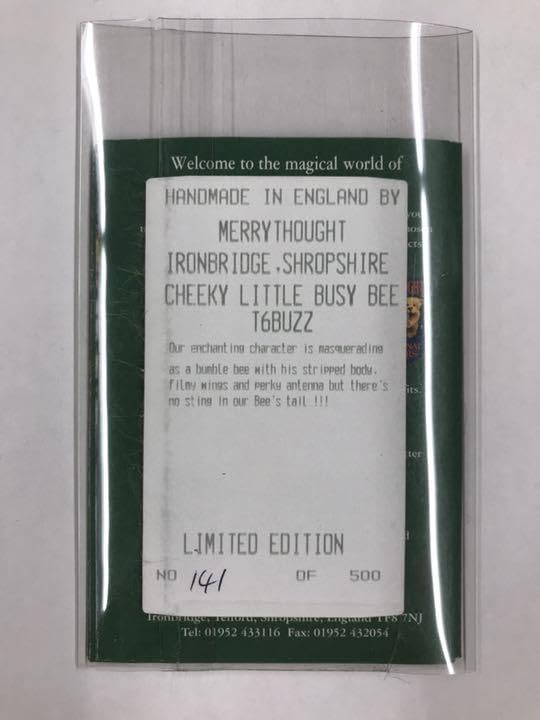 Welcome to the magical world of
HANDMADE IN ENGLAND BY
MERRYTHOUGHT
IRONBRIDGE.SHROPSHIRE
CHEEKY LITTLE BUSY BEE
T6BUZZ
Our enchanting character is masquerading
as a bumble bee with his stripped body.
filmy wings and perky antenna but there's
no sting in our Bee's tail !!!
LIMITED EDITION
NO 141 OF 500
Ironbridge, Telford, Shropshire, England TF8 7NJ
Tel: 01952 433116 Fax: 01952 432054